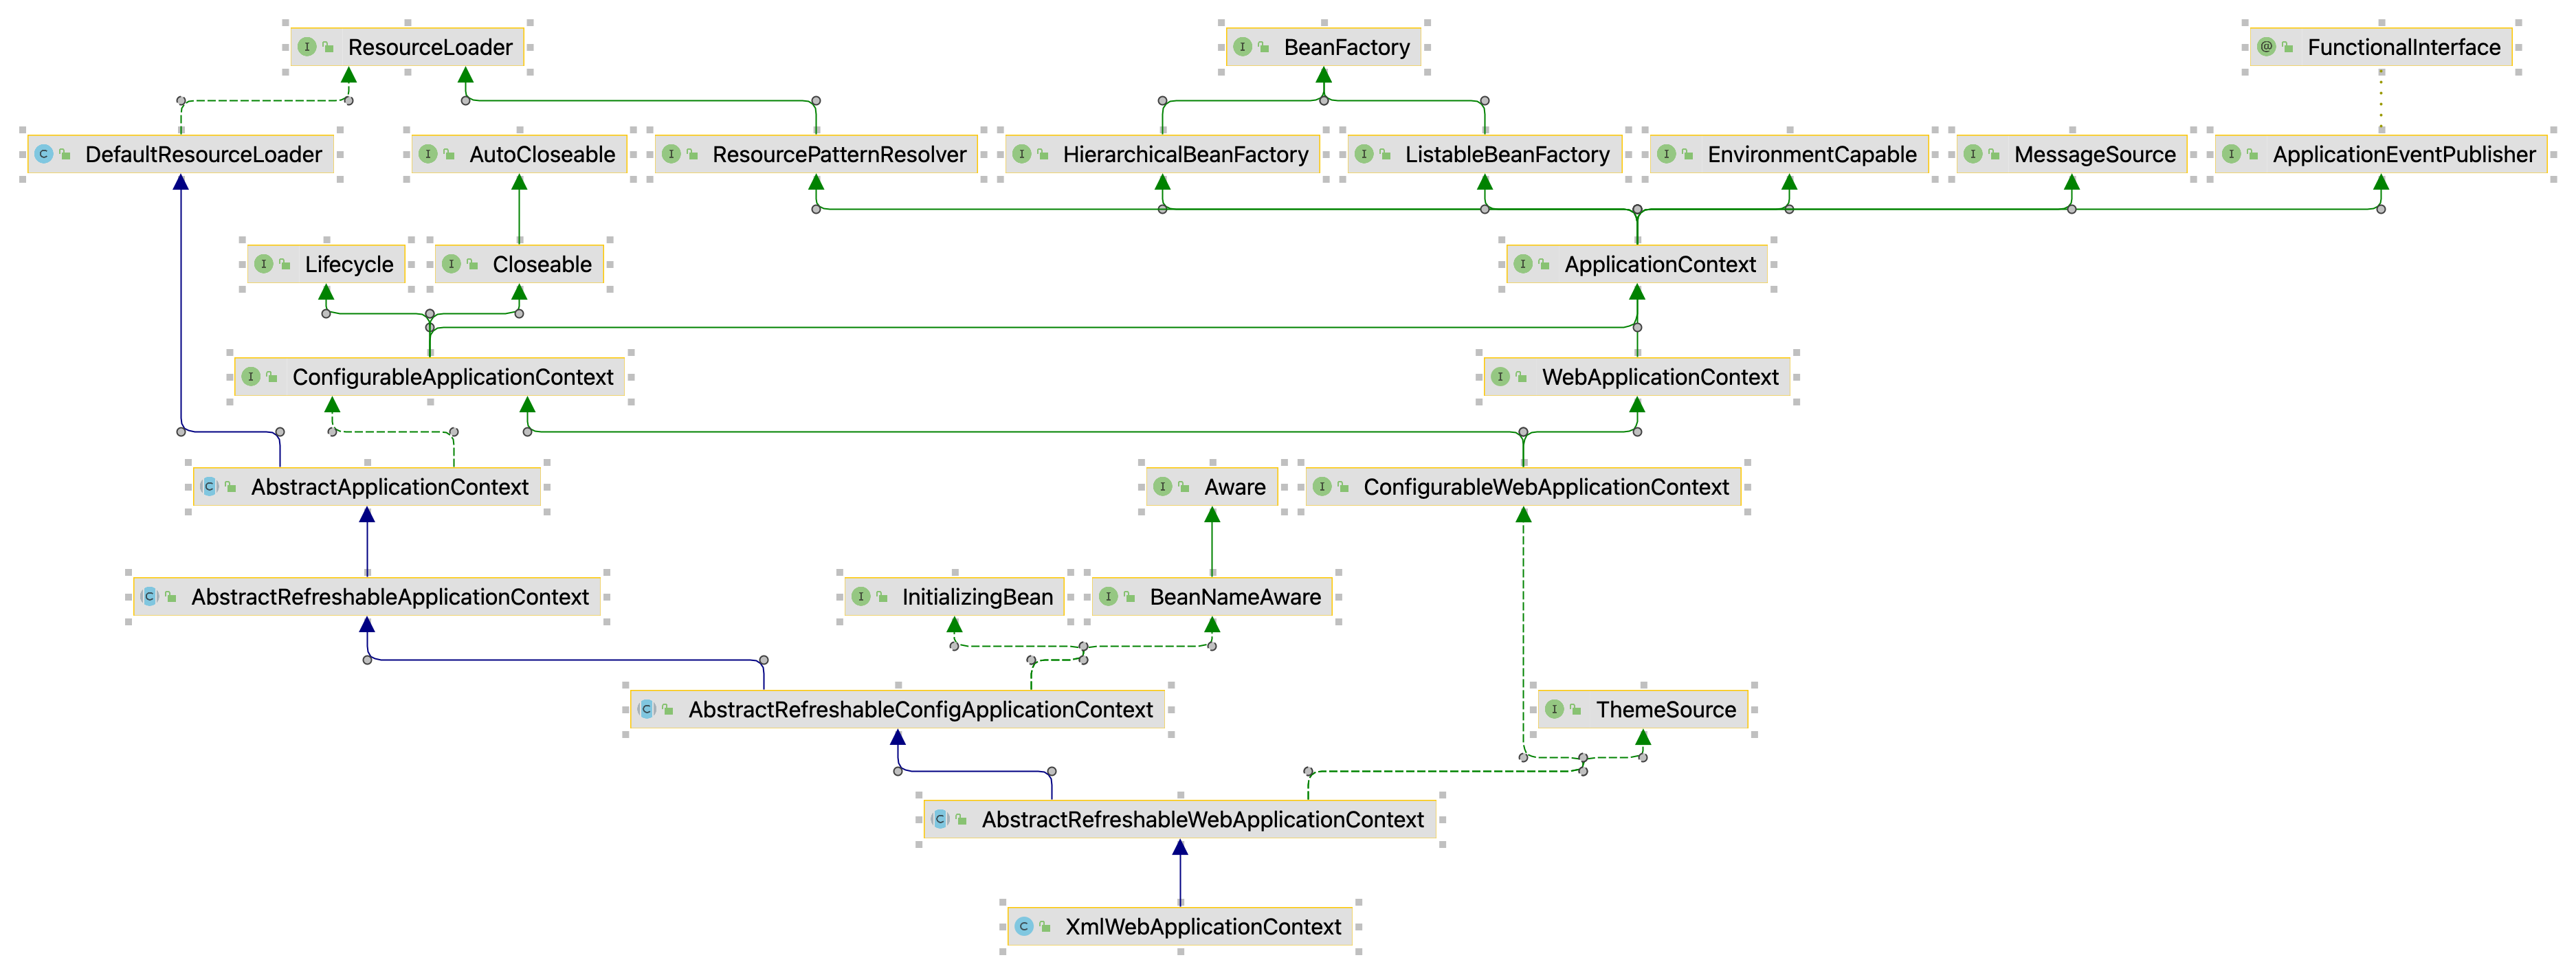 ResourceLoader
BeanFactory
FunctionalInterface
DefaultResourceLoader
AutoCloseable
ResourcePatternResolver
HierarchicalBeanFactory
ListableBeanFactory
EnvironmentCapable
MessageSource
ApplicationEventPublisher
Lifecycle
Closeable
ApplicationContext
ConfigurableApplicationContext
WebApplicationContext
AbstractApplicationContext
Aware
ConfigurableWebApplicationContext
AbstractRefreshableApplicationContext
InitializingBean
BeanNameAware
AbstractRefreshableConfigApplicationContext
ThemeSource
AbstractRefreshableWebApplicationContext
XmlWebApplicationContext